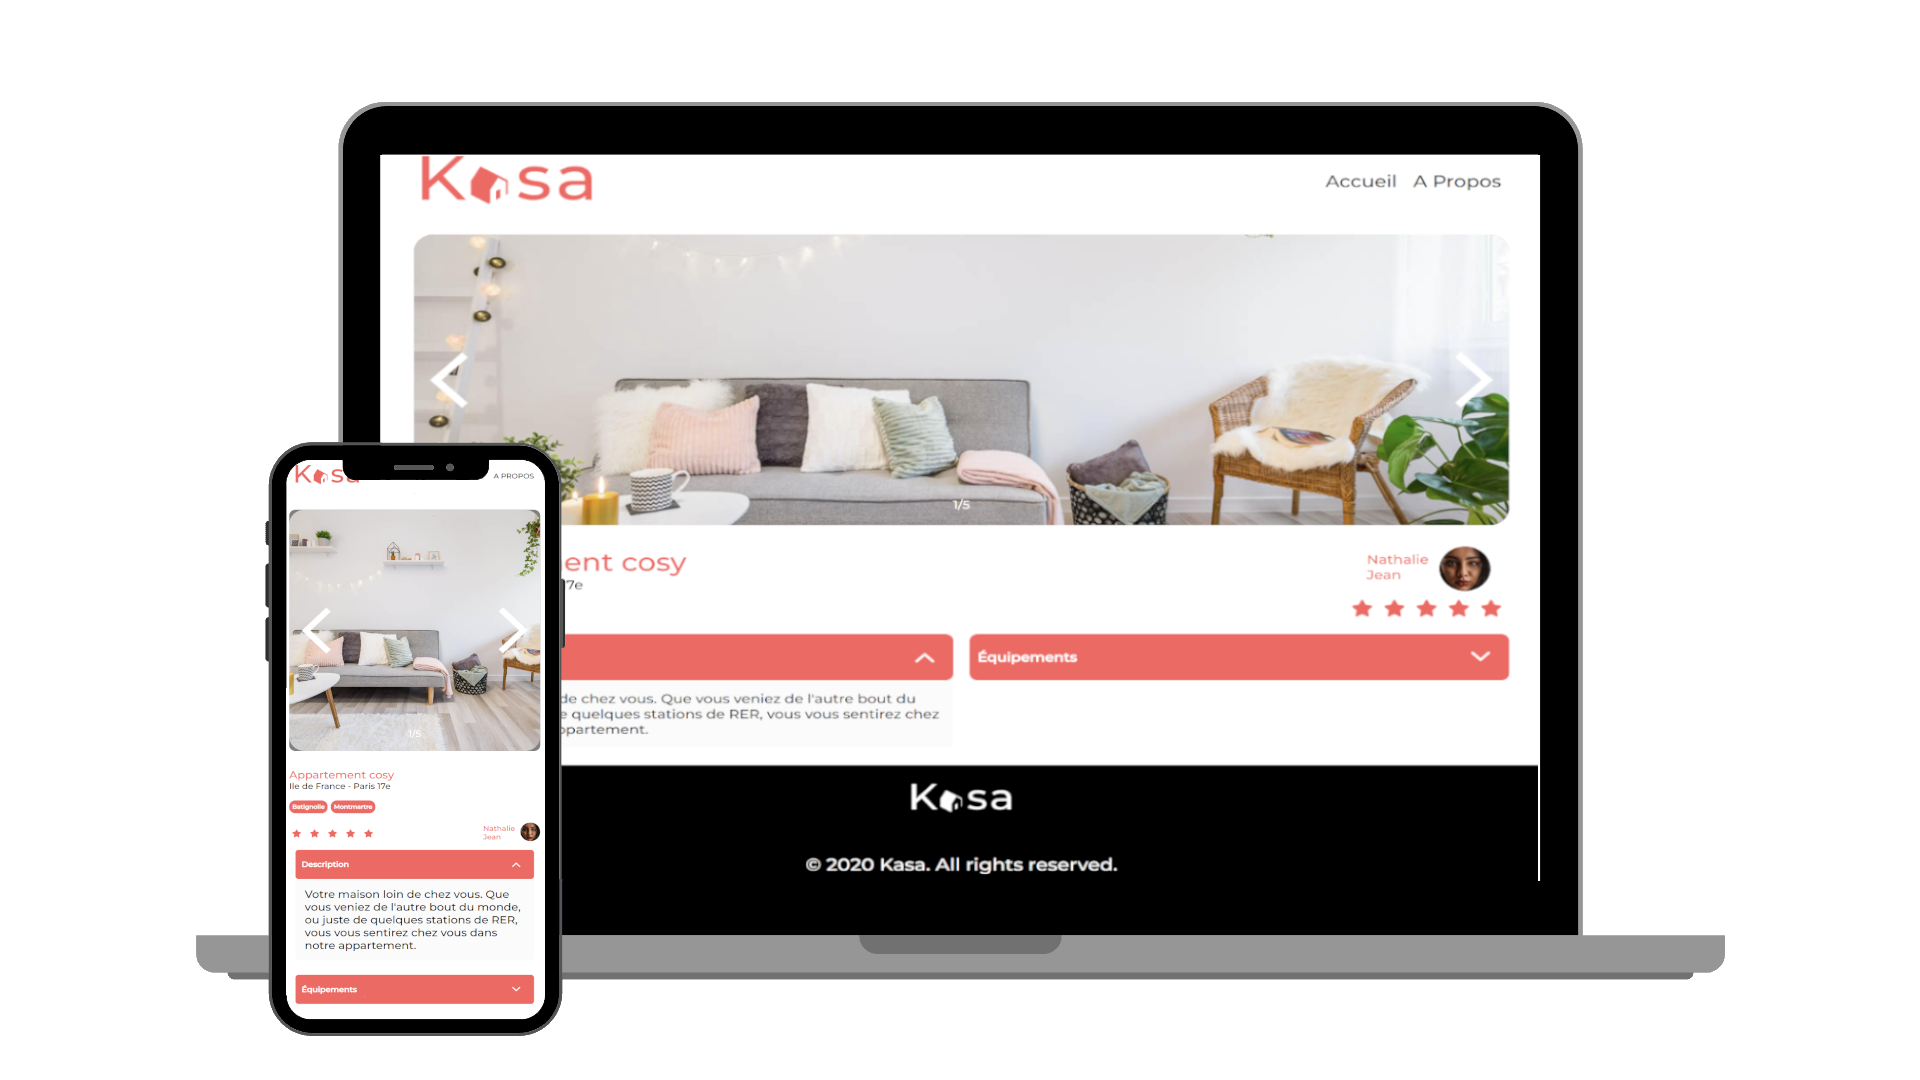 Kasa
Accueil A Propos
1/5
ent cosy
17e
Nathalie
Jean
Équipements
de chez vous. Que vous veniez de l'autre bout du
e quelques stations de RER, vous vous sentirez chez
ppartement.
Kasa
© 2020 Kasa. All rights reserved.
Kasa
A PROPOS
1/5
Appartement cosy
Ile de France - Paris 17e
Batignolle Montmartre
Nathalie
Jean
Description
Votre maison loin de chez vous. Que
vous veniez de l'autre bout du monde,
ou juste de quelques stations de RER,
vous vous sentirez chez vous dans
notre appartement.
Équipements